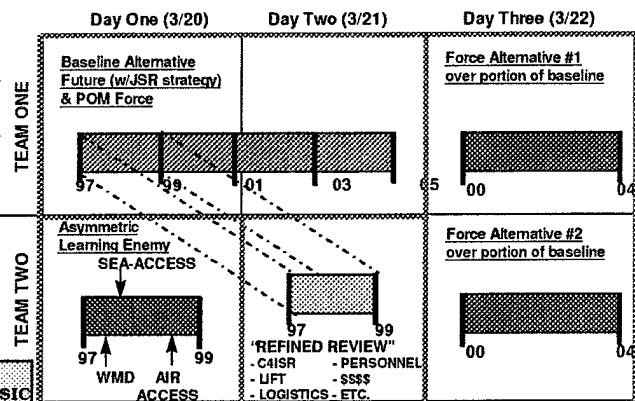 Day One (3/20)
Day Two (3/21)
Day Three (3/22)
TEAM ONE
Baseline Alternative
Future (w/JSR strategy)
& POM Force
97
99
01
03
05
Force Alternative #1
over portion of baseline
00
04
TEAM TWO
Asymmetric
Learning Enemy
SEA-ACCESS
97
99
WMD
AIR
ACCESS
97
99
"REFINED REVIEW"
- C4ISR - PERSONNEL
- LIFT - $$$$
- LOGISTICS - ETC.
Force Alternative #2
over portion of baseline
00
04
SIC